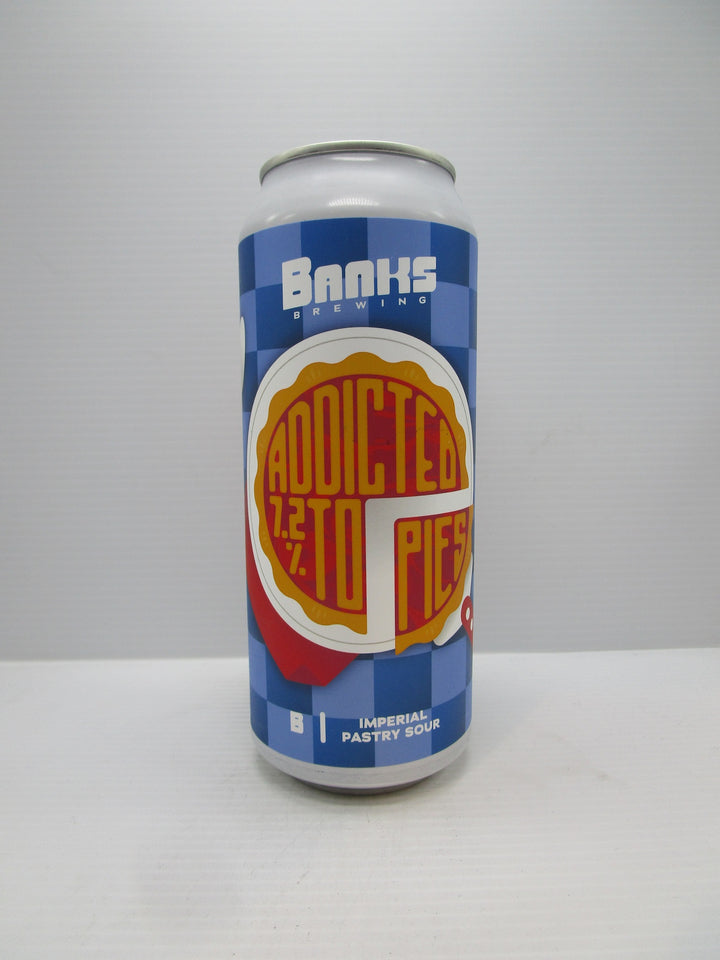 BANKS
BREWING
ADDICTED
7.2
%
TO
PIES
B
IMPERIAL
PASTRY SOUR